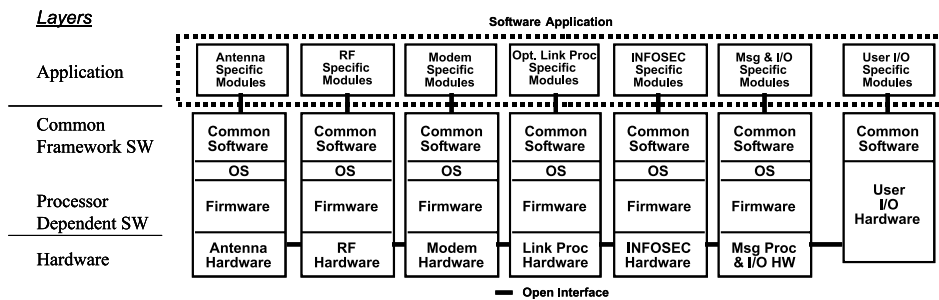 Layers
Software Application
Application
Antenna
Specific
Modules
RF
Specific
Modules
Modem
Specific
Modules
Opt. Link Proc
Specific
Modules
INFOSEC
Specific
Modules
Msg & I/O
Specific
Modules
User I/O
Specific
Modules
Common
Framework SW
Common
Software
Common
Software
Common
Software
Common
Software
Common
Software
Common
Software
Common
Software
OS
OS
OS
OS
OS
OS
Processor
Dependent SW
Firmware
Firmware
Firmware
Firmware
Firmware
Firmware
User
I/O
Hardware
Hardware
Antenna
Hardware
RF
Hardware
Modem
Hardware
Link Proc
Hardware
INFOSEC
Hardware
Msg Proc
& I/O HW
Open Interface